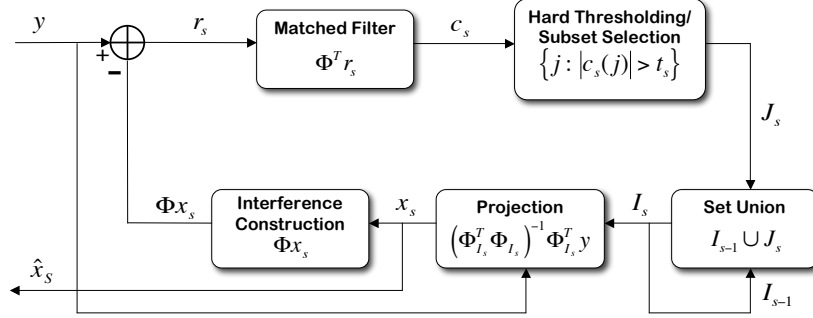 y
+
−
r_s
Matched Filter
Φ^T r_s
c_s
Hard Thresholding/
Subset Selection
{j : |c_s(j)| > t_s}
J_s
Set Union
I_{s−1} ∪ J_s
I_{s−1}
I_s
Projection
(Φ_{I_s}^T Φ_{I_s})^{−1} Φ_{I_s}^T y
x_s
Interference
Construction
Φx_s
Φx_s
x̂_S